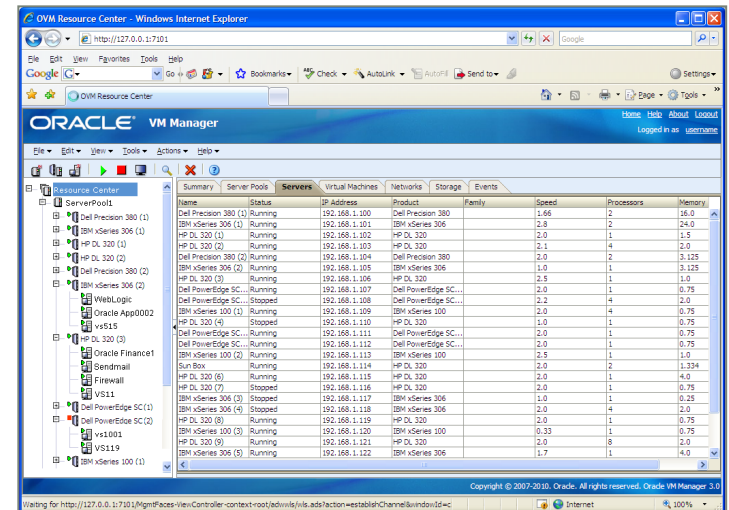 OVM Resource Center - Windows Internet Explorer
http://127.0.0.1:7101
Google
File Edit View Favorites Tools Help
Google G Go Bookmarks Check AutoLink AutoFill Send to Settings
OVM Resource Center Page Tools
ORACLE VM Manager
Home Help About Logout
Logged in as username
File Edit View Tools Actions Help
Resource Center
ServerPool1
Dell Precision 380 (1)
IBM xSeries 306 (1)
HP DL 320 (1)
HP DL 320 (2)
Dell Precision 380 (2)
IBM xSeries 306 (2)
WebLogic
Oracle App0002
vs515
HP DL 320 (3)
Oracle Finance1
Sendmail
Firewall
VS11
Dell PowerEdge SC(1)
Dell PowerEdge SC(2)
vs1001
VS119
IBM xSeries 100 (1)
Summary Server Pools Servers Virtual Machines Networks Storage Events
Name Status IP Address Product Family Speed Processors Memory
Dell Precision 380 (1) Running 192.168.1.100 Dell Precision 380 1.66 2 16.0
IBM xSeries 306 (1) Running 192.168.1.101 IBM xSeries 306 2.8 2 24.0
HP DL 320 (1) Running 192.168.1.102 HP DL 320 2.0 1 1.5
HP DL 320 (2) Running 192.168.1.103 HP DL 320 2.1 4 2.0
Dell Precision 380 (2) Running 192.168.1.104 Dell Precision 380 2.0 2 3.125
IBM xSeries 306 (2) Running 192.168.1.105 IBM xSeries 306 1.0 1 3.125
HP DL 320 (3) Running 192.168.1.106 HP DL 320 2.5 1 1.0
Dell PowerEdge SC... Running 192.168.1.107 Dell PowerEdge SC... 2.0 1 0.75
Dell PowerEdge SC... Stopped 192.168.1.108 Dell PowerEdge SC... 2.2 4 2.0
IBM xSeries 100 (1) Running 192.168.1.109 IBM xSeries 100 2.0 4 0.75
HP DL 320 (4) Stopped 192.168.1.110 HP DL 320 1.0 1 0.75
Dell PowerEdge SC... Running 192.168.1.111 Dell PowerEdge SC... 2.0 1 0.75
Dell PowerEdge SC... Running 192.168.1.112 Dell PowerEdge SC... 2.0 1 0.75
IBM xSeries 100 (2) Running 192.168.1.113 IBM xSeries 100 2.5 1 1.0
Sun Box Running 192.168.1.114 HP DL 320 2.0 2 1.334
HP DL 320 (6) Running 192.168.1.115 HP DL 320 2.0 1 4.0
HP DL 320 (7) Stopped 192.168.1.116 HP DL 320 2.0 1 0.75
IBM xSeries 306 (3) Stopped 192.168.1.117 IBM xSeries 306 1.0 1 0.25
IBM xSeries 306 (4) Stopped 192.168.1.118 IBM xSeries 306 2.0 4 2.0
HP DL 320 (8) Running 192.168.1.119 HP DL 320 2.0 1 0.75
IBM xSeries 100 (3) Running 192.168.1.120 IBM xSeries 100 0.33 1 0.75
HP DL 320 (9) Running 192.168.1.121 HP DL 320 2.0 8 2.0
IBM xSeries 306 (5) Running 192.168.1.122 IBM xSeries 306 1.7 1 4.0
Copyright © 2007-2010. Oracle. All rights reserved. Oracle VM Manager 3.0
Waiting for http://127.0.0.1:7101/MgmtFaces-ViewController-context-root/adwwls/wls.ads?action=establishChannel&windowId=c Internet 100%